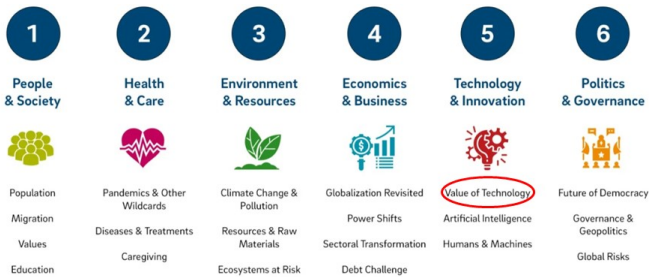 1
People
& Society
Population
Migration
Values
Education
2
Health
& Care
Pandemics & Other
Wildcards
Diseases & Treatments
Caregiving
3
Environment
& Resources
Climate Change &
Pollution
Resources & Raw
Materials
Ecosystems at Risk
4
Economics
& Business
$
Globalization Revisited
Power Shifts
Sectoral Transformation
Debt Challenge
5
Technology
& Innovation
Value of Technology
Artificial Intelligence
Humans & Machines
6
Politics
& Governance
Future of Democracy
Governance &
Geopolitics
Global Risks